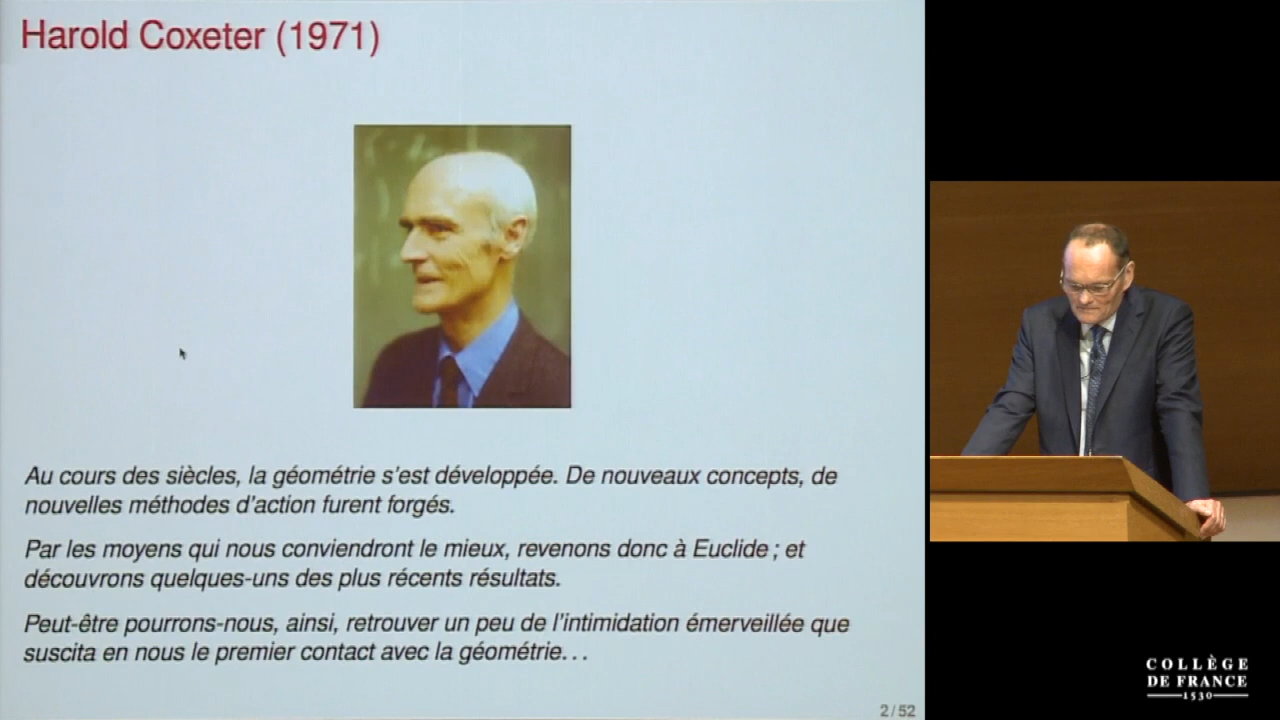 Harold Coxeter (1971)
Au cours des siècles, la géométrie s'est développée. De nouveaux concepts, de
nouvelles méthodes d'action furent forgés.
Par les moyens qui nous conviendront le mieux, revenons donc à Euclide ; et
découvrons quelques-uns des plus récents résultats.
Peut-être pourrons-nous, ainsi, retrouver un peu de l'intimidation émerveillée que
suscita en nous le premier contact avec la géométrie...
2/52
COLLÈGE
DE FRANCE
1530